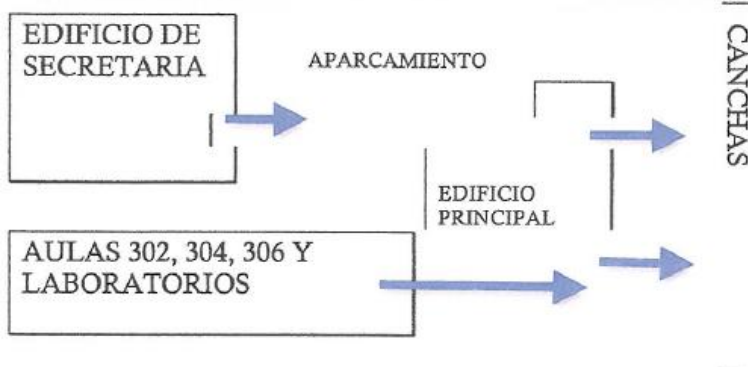 EDIFICIO DE
SECRETARIA
APARCAMIENTO
CANCHAS
EDIFICIO
PRINCIPAL
AULAS 302, 304, 306 Y
LABORATORIOS